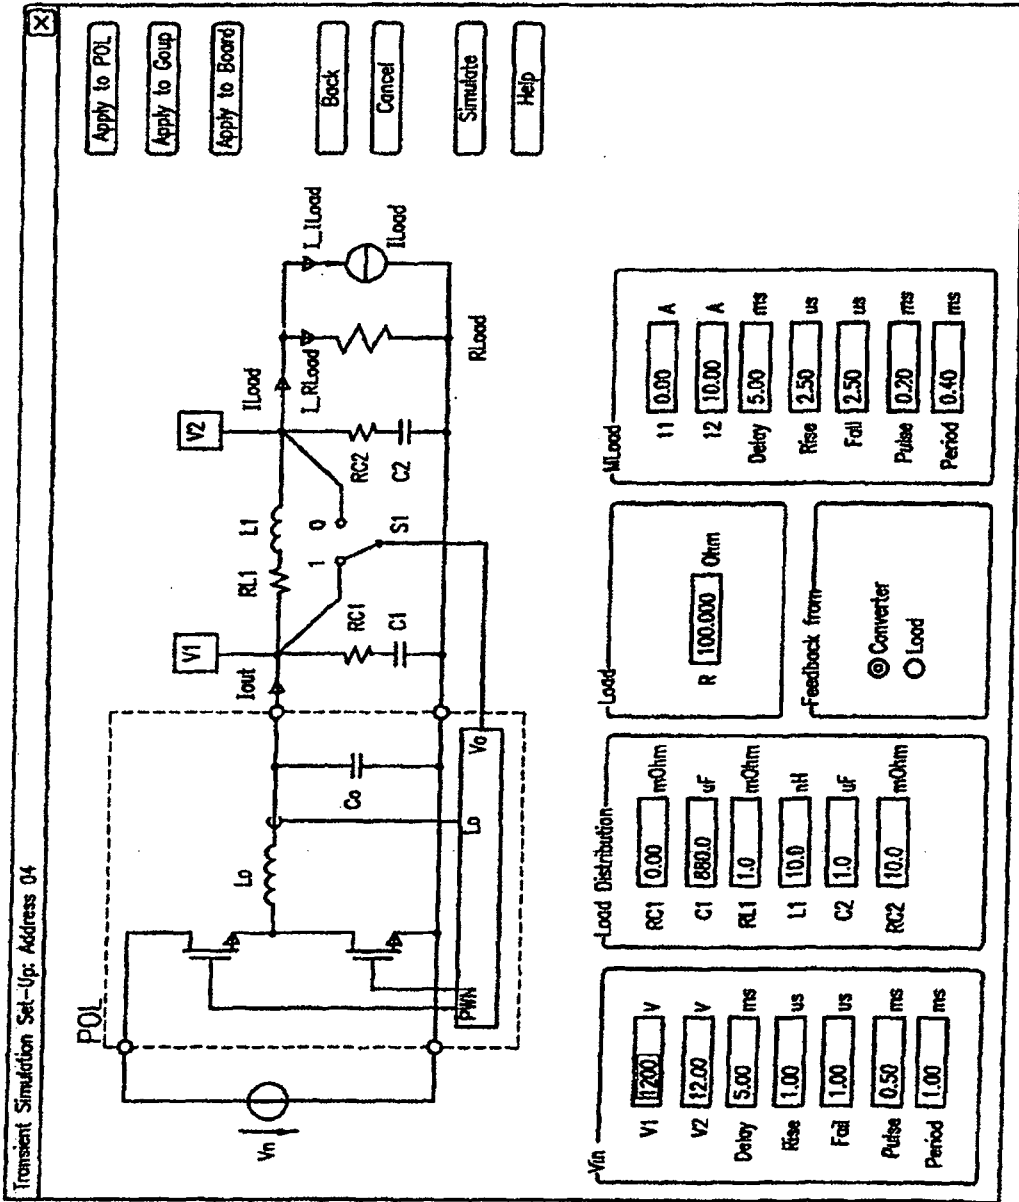 Transient Simulation Set-Up: Address 04
X
Apply to POL
Apply to Goup
Apply to Board
Back
Cancel
Simulate
Help
POL
Vn
PWN
Lo
Lo
Co
Vo
Iout
V1
RC1
C1
RL1
L1
1
0
S1
V2
RC2
C2
ILoad
I_RLoad
I_ILoad
ILoad
RLoad
Vin
V1 1200 V
V2 12.00 V
Delay 5.00 ms
Rise 1.00 us
Fall 1.00 us
Pulse 0.50 ms
Period 1.00 ms
Load Distribution
RC1 0.00 mOhm
C1 880.0 uF
RL1 1.0 mOhm
L1 10.0 nH
C2 1.0 uF
RC2 10.0 mOhm
Load
R 100.000 Ohm
Feedback from
Converter
Load
I1 0.00 A
I2 10.00 A
Delay 5.00 ms
Rise 2.50 us
Fall 2.50 us
Pulse 0.20 ms
Period 0.40 ms